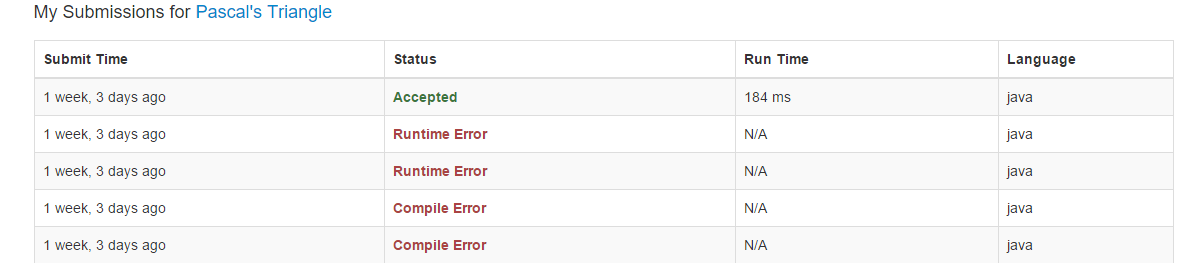 My Submissions for Pascal's Triangle
Submit Time Status Run Time Language
1 week, 3 days ago Accepted 184 ms java
1 week, 3 days ago Runtime Error N/A java
1 week, 3 days ago Runtime Error N/A java
1 week, 3 days ago Compile Error N/A java
1 week, 3 days ago Compile Error N/A java